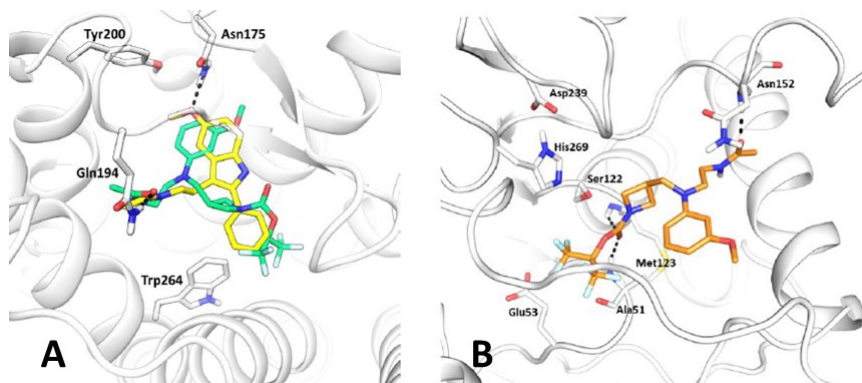 Tyr200
Asn175
Gln194
Trp264
A
Asn152
Asp239
His269
Ser122
Met123
Glu53
Ala51
B